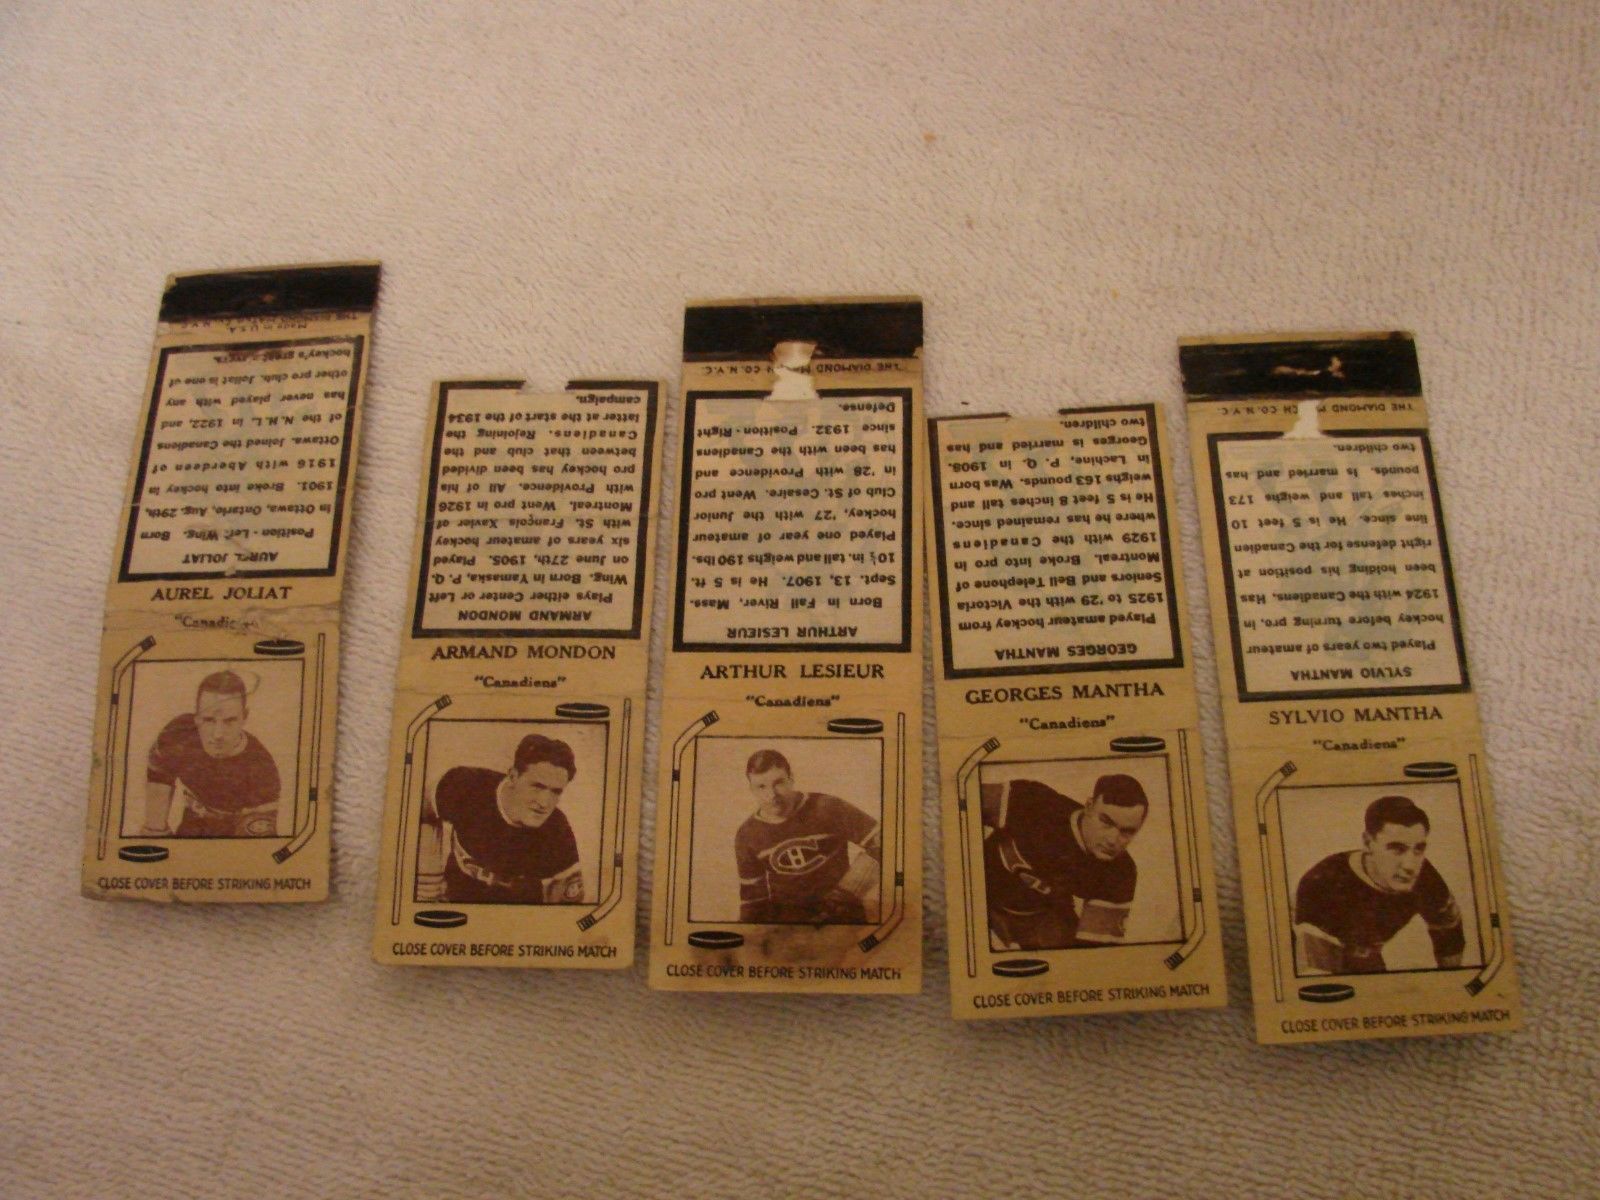 AUREL JOLIAT
Position - Left Wing. Born
in Ottawa, Ontario, Aug. 29th,
1901. Broke into hockey in
1916 with Aberdeen of
Ottawa. Joined the Canadiens
of the N.H.L. in 1922, and
has never played with any
other pro club. Joliat is one of
hockey's great
Made in U.S.A.
THE DIAMOND MATCH CO. N.Y.C.
AUREL JOLIAT
CLOSE COVER BEFORE STRIKING MATCH
ARMAND MONDON
Plays either Center or Left
Wing. Born in Yamaska, P. Q.
on June 27th, 1905. Played
six years of amateur hockey
with St. François Xavier of
Montreal. Went pro in 1926
with Providence. All of his
pro hockey has been divided
between that club and the
Canadiens. Rejoining the
latter at the start of the 1934
campaign.
ARMAND MONDON
"Canadiens"
CLOSE COVER BEFORE STRIKING MATCH
ARTHUR LESIEUR
Born in Fall River, Mass.
Sept. 13, 1907. He is 5 ft.
10½ in. tall and weighs 190 lbs.
Played one year of amateur
hockey, '27, with the Junior
Club of St. Cesaire. Went pro
in '28 with Providence and
has been with the Canadiens
since 1932. Position - Right
Defense.
THE DIAMOND M CO. N.Y.C.
ARTHUR LESIEUR
"Canadiens"
CLOSE COVER BEFORE STRIKING MATCH
GEORGES MANTHA
Played amateur hockey from
1925 to '29 with the Victoria
Seniors and Bell Telephone of
Montreal. Broke into pro in
1929 with the Canadiens
where he has remained since.
He is 5 feet 8 inches tall and
weighs 163 pounds. Was born
in Lachine, P. Q. in 1908.
Georges is married and has
two children.
GEORGES MANTHA
"Canadiens"
CLOSE COVER BEFORE STRIKING MATCH
SYLVIO MANTHA
Played two years of amateur
hockey before turning pro, in
1924 with the Canadiens. Has
been holding his position at
right defense for the Canadien
line since. He is 5 feet 10
inches tall and weighs 173
pounds. Is married and has
two children.
THE DIAMOND M CH CO. N.Y.C.
SYLVIO MANTHA
"Canadiens"
CLOSE COVER BEFORE STRIKING MATCH